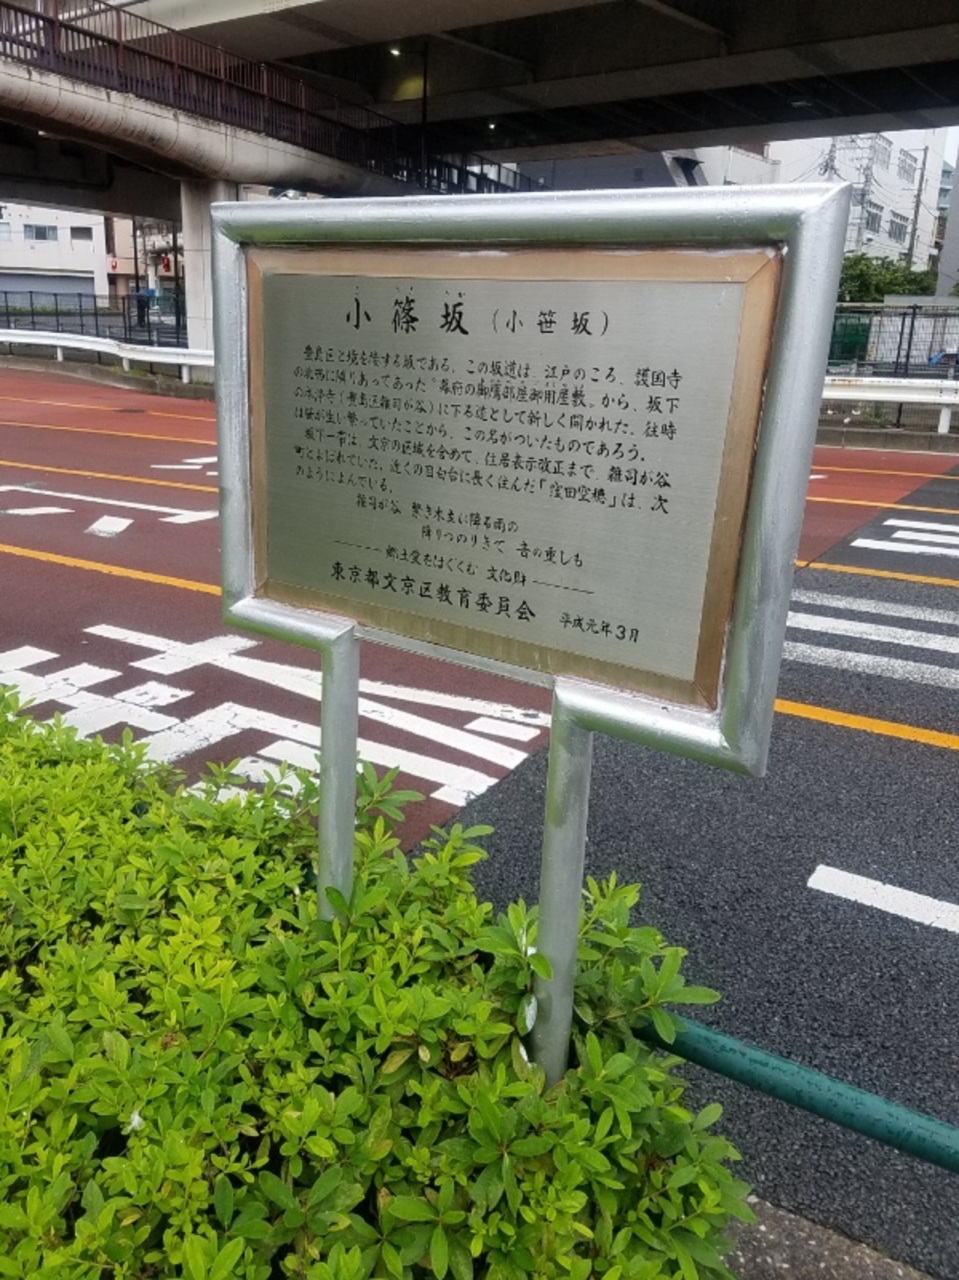 小篠坂（小笹坂）
豊島区と境を接する坂である。この坂道は、江戸のころ、護国寺
の北西に隣りあってあった“幕府の御鷹部屋御用屋敷”から、坂下
の本浄寺（豊島区雑司が谷）に下る道として新しく開かれた。往時
は笹が生い繁っていたことから、この名がついたものであろう。
坂下一帯は、文京の区域を含めて、住居表示改正まで、雑司が谷
町とよばれていた。近くの目白台に長く住んだ「窪田空穂」は、次
のようによんでいる。
雑司が谷 繁き木立に降る雨の
降りつのりきて 音の重しも
郷土愛をはぐくむ 文化財
東京都文京区教育委員会 平成元年3月